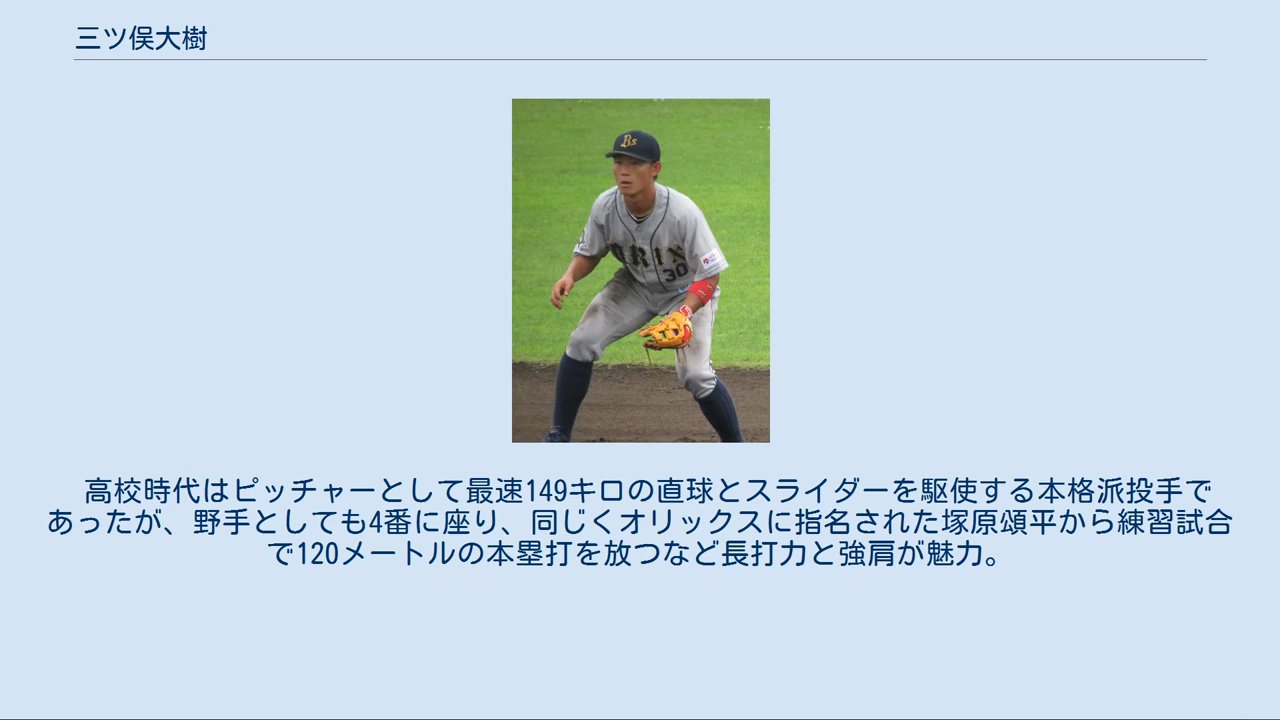 三ツ俣大樹
Bs
ORIX
30
高校時代はピッチャーとして最速149キロの直球とスライダーを駆使する本格派投手で
あったが、野手としても4番に座り、同じくオリックスに指名された塚原頌平から練習試合
で120メートルの本塁打を放つなど長打力と強肩が魅力。